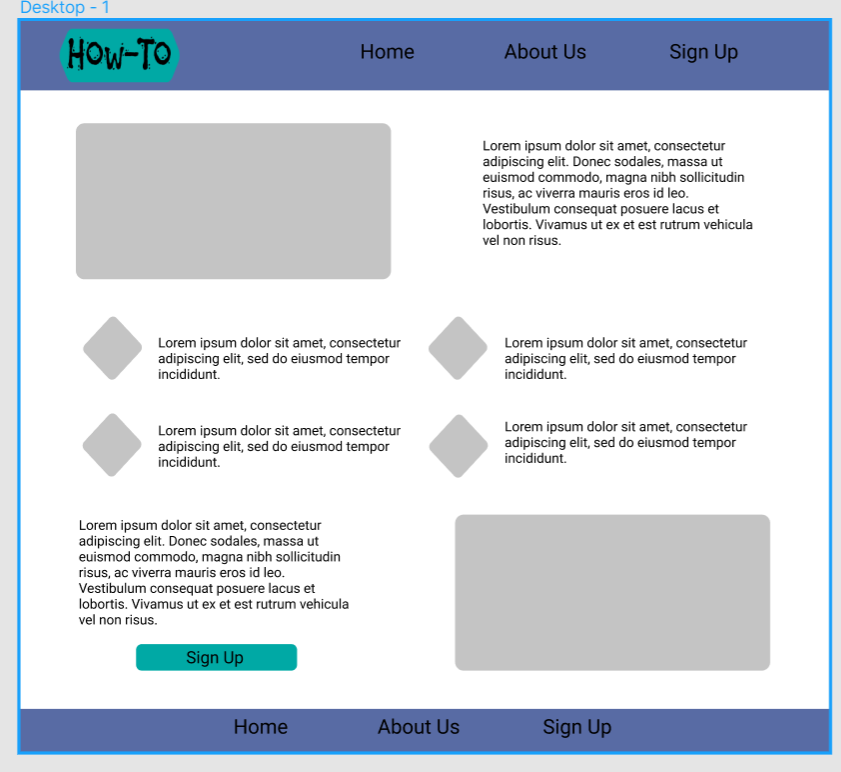 Desktop - 1
How-To
Home
About Us
Sign Up
Lorem ipsum dolor sit amet, consectetur
adipiscing elit. Donec sodales, massa ut
euismod commodo, magna nibh sollicitudin
risus, ac viverra mauris eros id leo.
Vestibulum consequat posuere lacus et
lobortis. Vivamus ut ex et est rutrum vehicula
vel non risus.
Lorem ipsum dolor sit amet, consectetur
adipiscing elit, sed do eiusmod tempor
incididunt.
Lorem ipsum dolor sit amet, consectetur
adipiscing elit, sed do eiusmod tempor
incididunt.
Lorem ipsum dolor sit amet, consectetur
adipiscing elit, sed do eiusmod tempor
incididunt.
Lorem ipsum dolor sit amet, consectetur
adipiscing elit, sed do eiusmod tempor
incididunt.
Lorem ipsum dolor sit amet, consectetur
adipiscing elit. Donec sodales, massa ut
euismod commodo, magna nibh sollicitudin
risus, ac viverra mauris eros id leo.
Vestibulum consequat posuere lacus et
lobortis. Vivamus ut ex et est rutrum vehicula
vel non risus.
Sign Up
Home
About Us
Sign Up